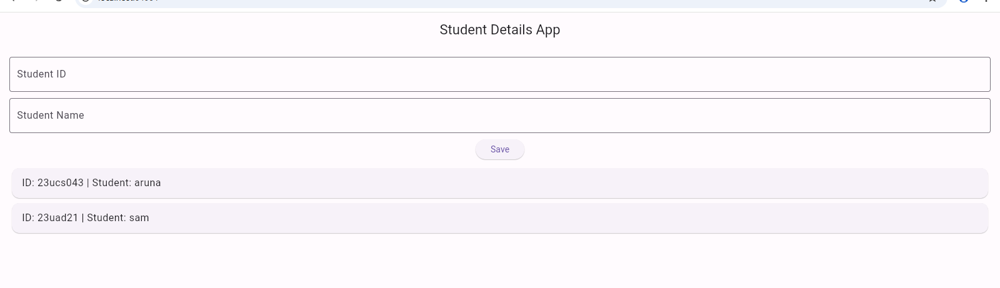 Student Details App
Student ID
Student Name
Save
ID: 23ucs043 | Student: aruna
ID: 23uad21 | Student: sam